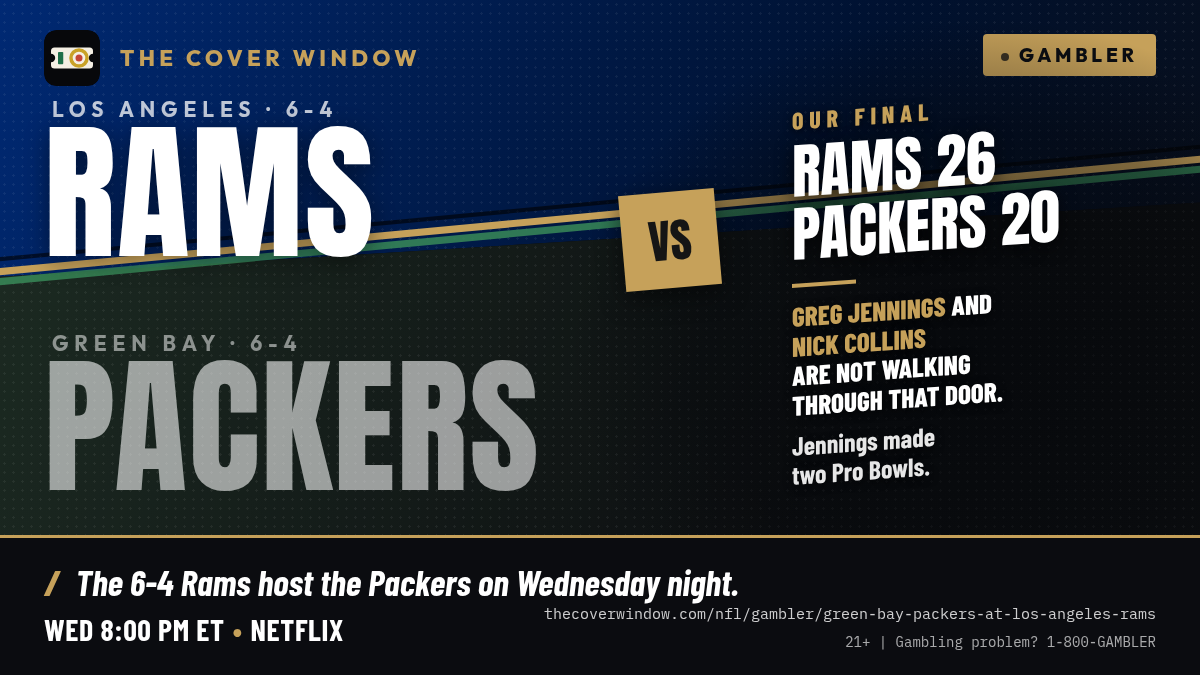 THE COVER WINDOW
• GAMBLER
LOS ANGELES · 6-4
RAMS
VS
GREEN BAY · 6-4
PACKERS
OUR FINAL
RAMS 26
PACKERS 20
GREG JENNINGS AND
NICK COLLINS
ARE NOT WALKING
THROUGH THAT DOOR.
Jennings made
two Pro Bowls.
/ The 6-4 Rams host the Packers on Wednesday night.
WED 8:00 PM ET • NETFLIX
thecoverwindow.com/nfl/gambler/green-bay-packers-at-los-angeles-rams
21+ | Gambling problem? 1-800-GAMBLER